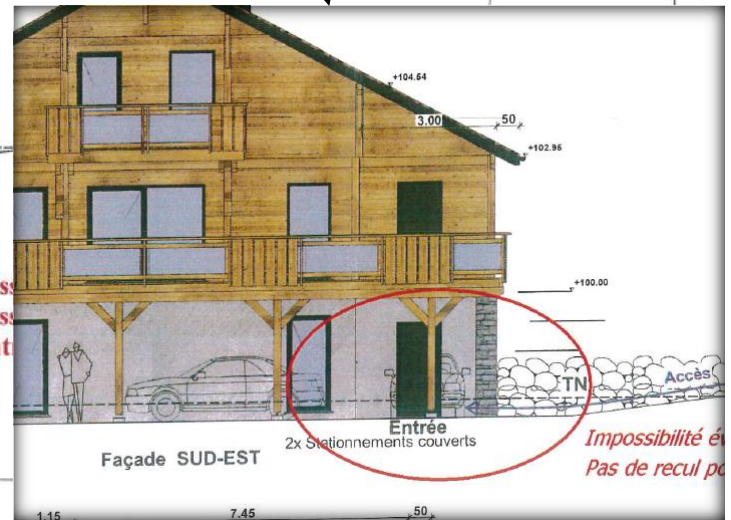 +104.54
3.00
50
+102.95
+100.00
TN
Accès
Entrée
2x Stationnements couverts
Façade SUD-EST
Impossibilité
Pas de recul
1.15
7.45
50